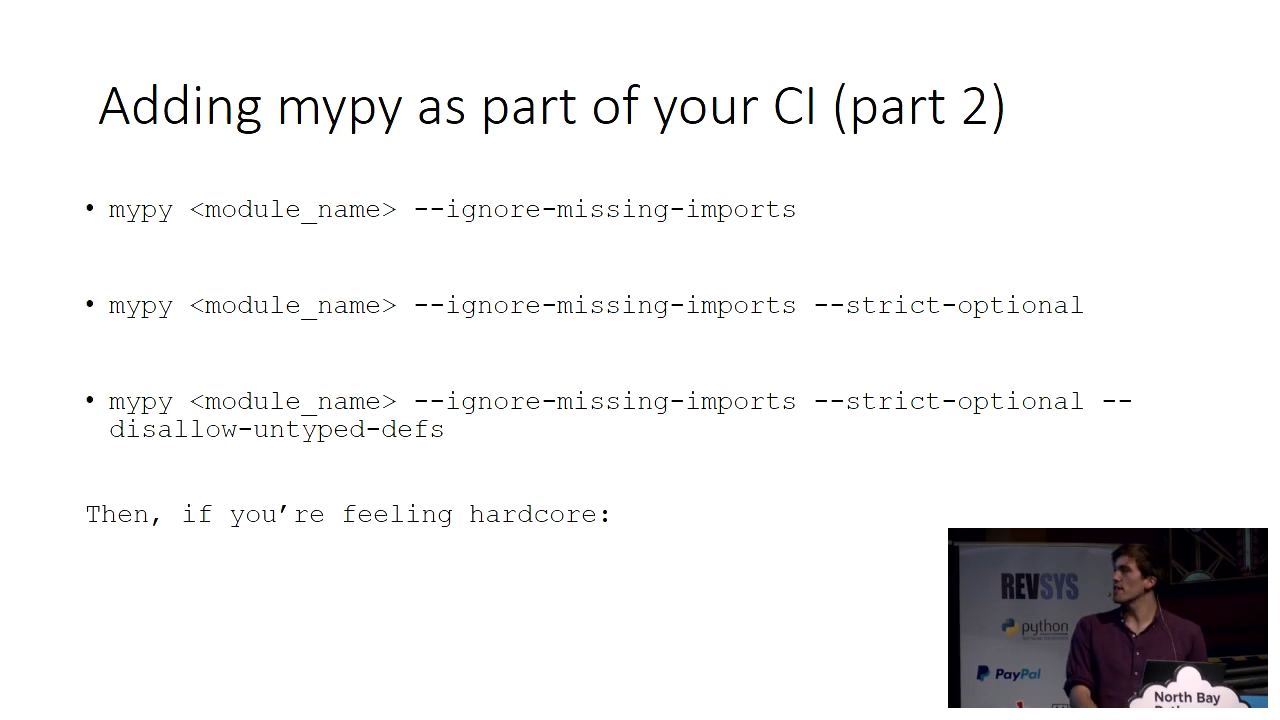 Adding mypy as part of your CI (part 2)
• mypy <module_name> --ignore-missing-imports
• mypy <module_name> --ignore-missing-imports --strict-optional
• mypy <module_name> --ignore-missing-imports --strict-optional --
disallow-untyped-defs
Then, if you’re feeling hardcore:
REVSYS
python
PayPal
North Bay